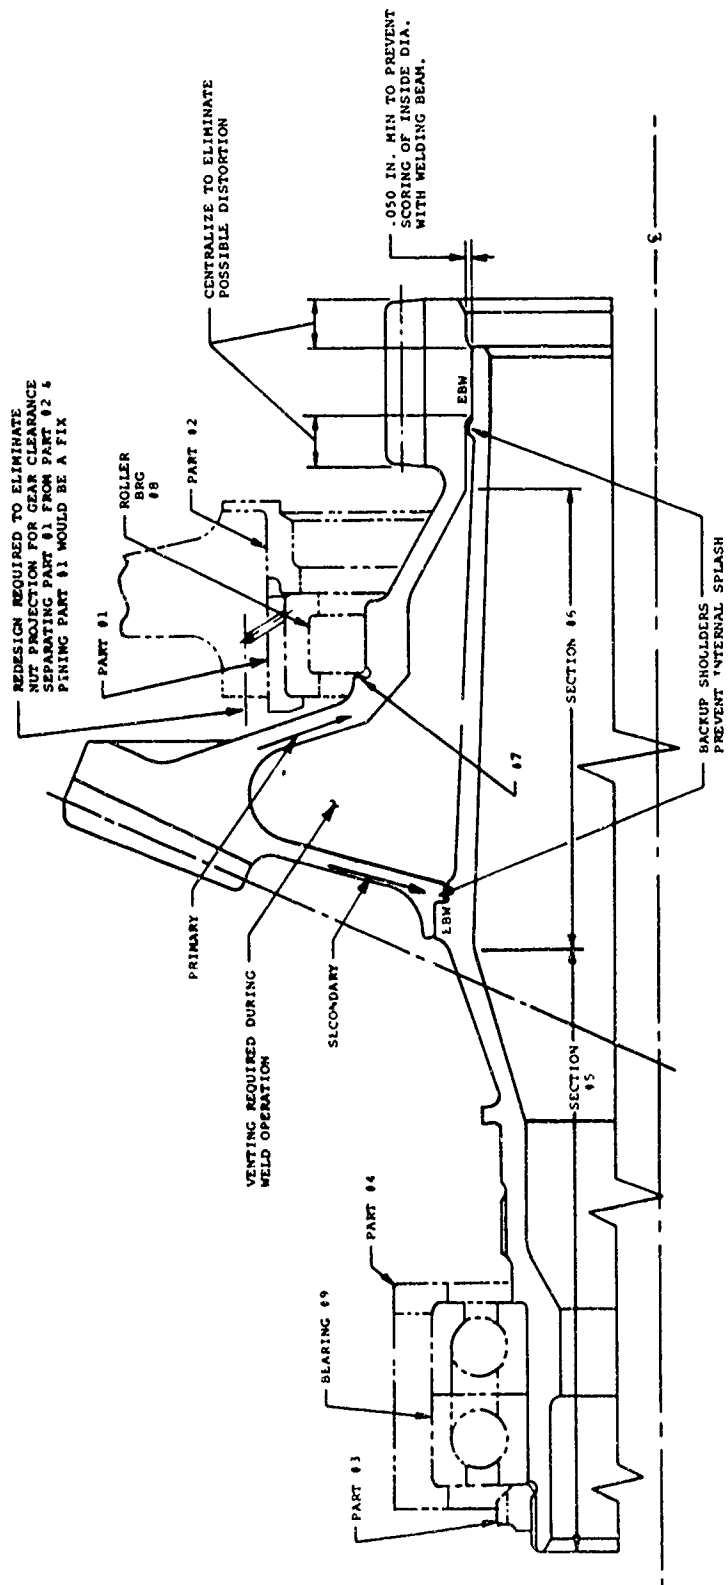 REDESIGN REQUIRED TO ELIMINATE
NUT PROJECTION FOR GEAR CLEARANCE
SEPARATING PART #1 FROM PART #2 &
PINING PART #1 WOULD BE A FIX
CENTRALIZE TO ELIMINATE
POSSIBLE DISTORTION
.050 IN. MIN TO PREVENT
SCORING OF INSIDE DIA.
WITH WELDING BEAM.
PART #1
ROLLER
BRG
#8
PART #2
PRIMARY
VENTING REQUIRED DURING
WELD OPERATION
SECONDARY
EBW
EBW
#7
PART #3
BEARING #9
PART #4
SECTION
#5
SECTION #6
BACKUP SHOULDERS
PREVENT INTERNAL SPLASH